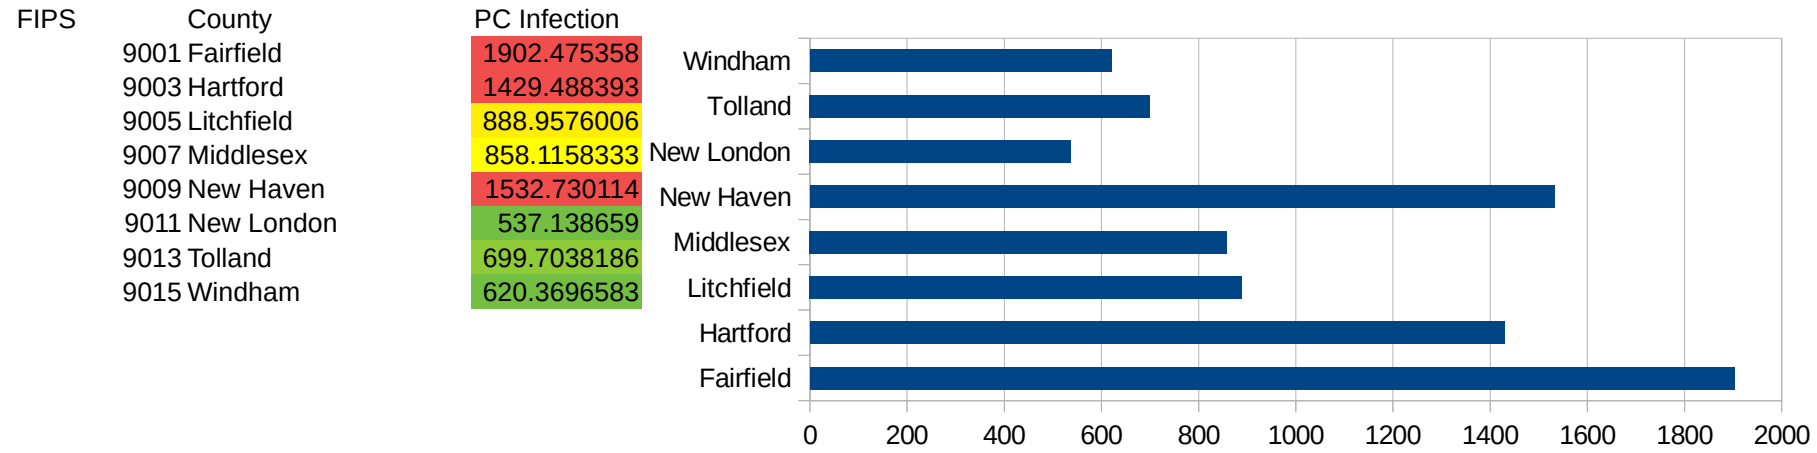 FIPS County PC Infection
9001 Fairfield 1902.475358
9003 Hartford 1429.488393
9005 Litchfield 888.9576006
9007 Middlesex 858.1158333
9009 New Haven 1532.730114
9011 New London 537.138659
9013 Tolland 699.7038186
9015 Windham 620.3696583
Windham
Tolland
New London
New Haven
Middlesex
Litchfield
Hartford
Fairfield
0 200 400 600 800 1000 1200 1400 1600 1800 2000